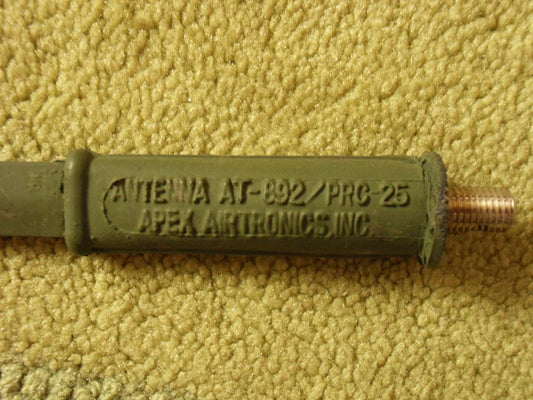 ANTENNA AT-892/PRC-25
APEX AIRTRONICS, INC.